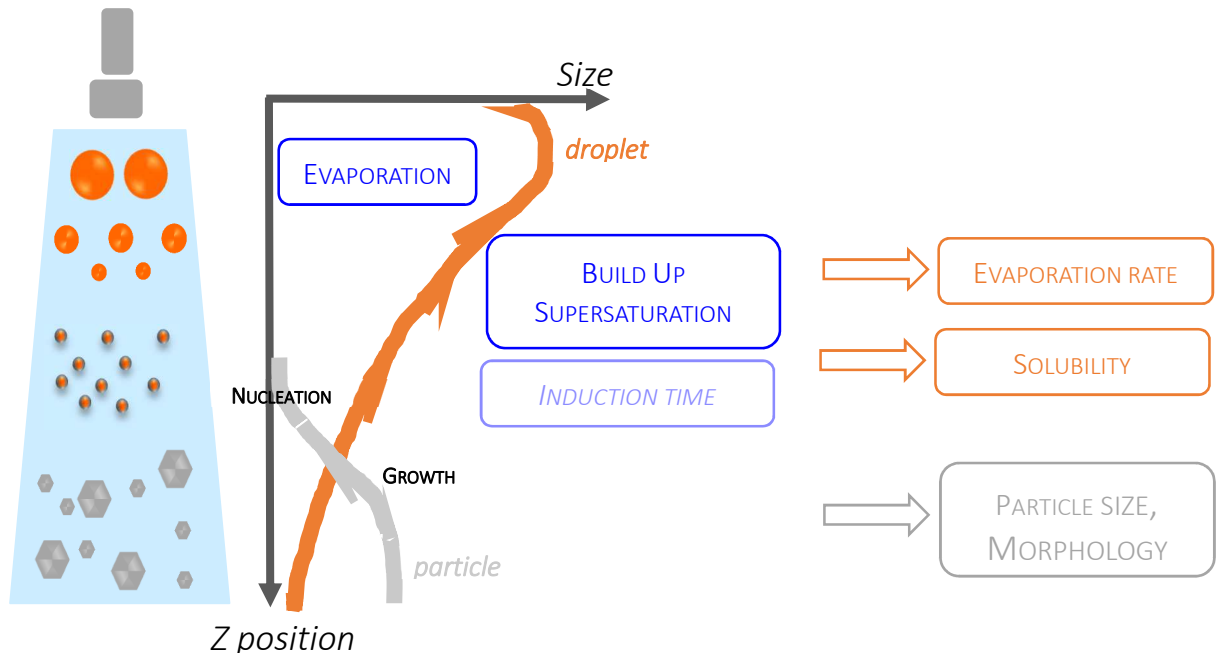 Size
droplet
EVAPORATION
BUILD UP
SUPERSATURATION
EVAPORATION RATE
SOLUBILITY
INDUCTION TIME
NUCLEATION
GROWTH
PARTICLE SIZE,
MORPHOLOGY
particle
Z position